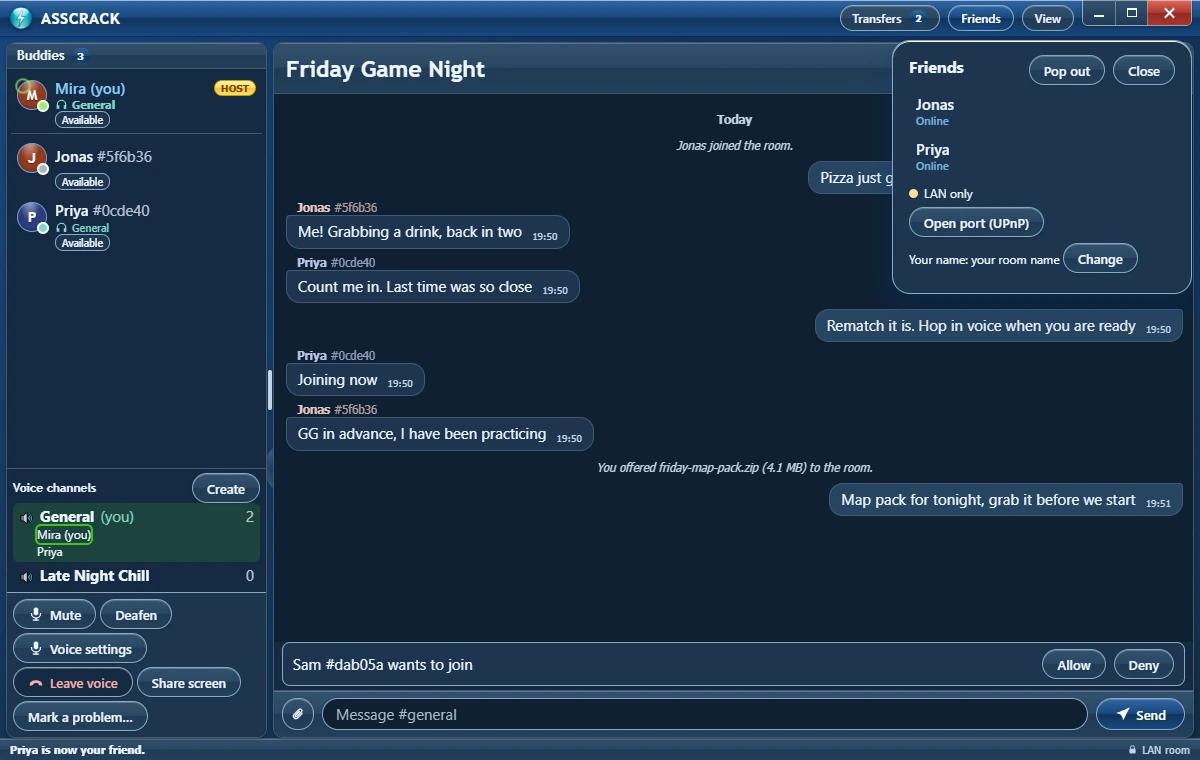 ASSCRACK
Transfers 2
Friends
View
Buddies 3
M
Mira (you)
HOST
General
Available
J
Jonas #5f6b36
Available
P
Priya #0cde40
General
Available
Voice channels
Create
General (you) 2
Mira (you)
Priya
Late Night Chill 0
Mute
Deafen
Voice settings
Leave voice
Share screen
Mark a problem...
Friday Game Night
Today
Jonas joined the room.
Pizza just
Jonas #5f6b36
Me! Grabbing a drink, back in two 19:50
Priya #0cde40
Count me in. Last time was so close 19:50
Rematch it is. Hop in voice when you are ready 19:50
Priya #0cde40
Joining now 19:50
Jonas #5f6b36
GG in advance, I have been practicing 19:50
You offered friday-map-pack.zip (4.1 MB) to the room.
Map pack for tonight, grab it before we start 19:51
Sam #dab05a wants to join
Allow
Deny
Message #general
Send
Friends
Pop out
Close
Jonas
Online
Priya
Online
LAN only
Open port (UPnP)
Your name: your room name
Change
Priya is now your friend.
LAN room